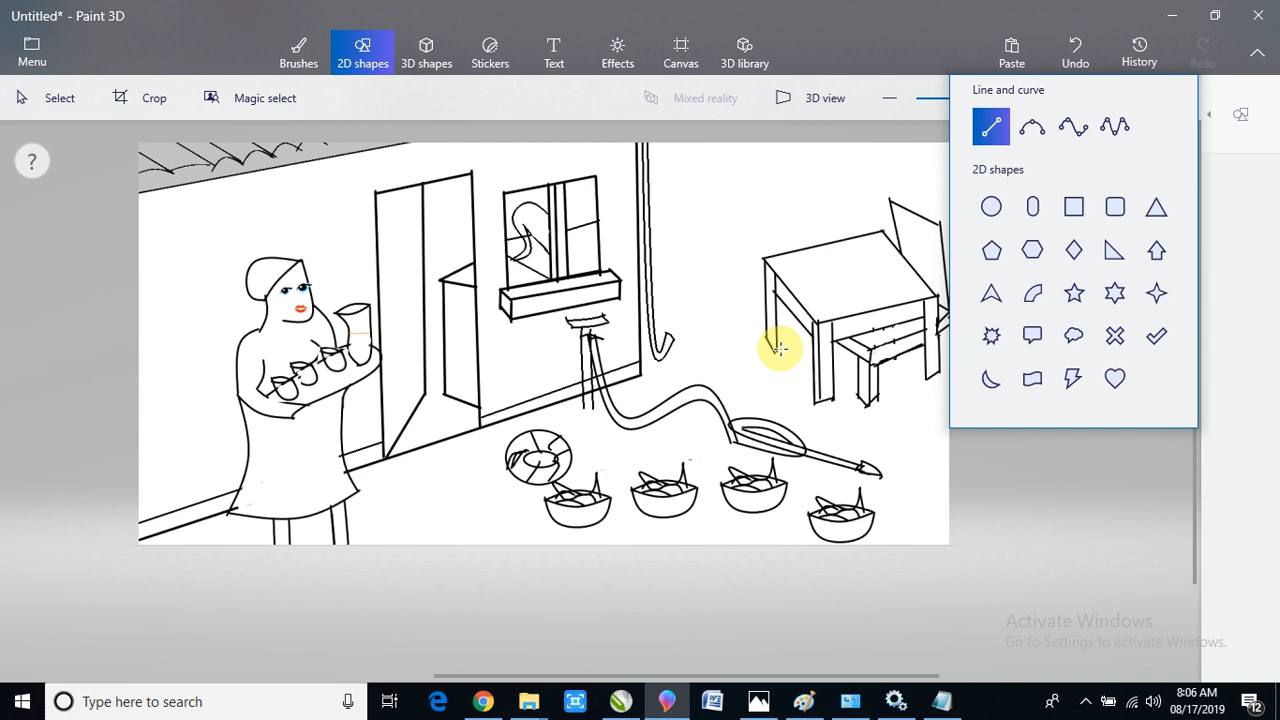 Untitled* - Paint 3D
Menu
Brushes
2D shapes
3D shapes
Stickers
Text
Effects
Canvas
3D library
Paste
Undo
History
Redo
Select
Crop
Magic select
Mixed reality
3D view
Line and curve
2D shapes
?
Activate Windows
Go to Settings to activate Windows.
Type here to search
8:06 AM
08/17/2019
12